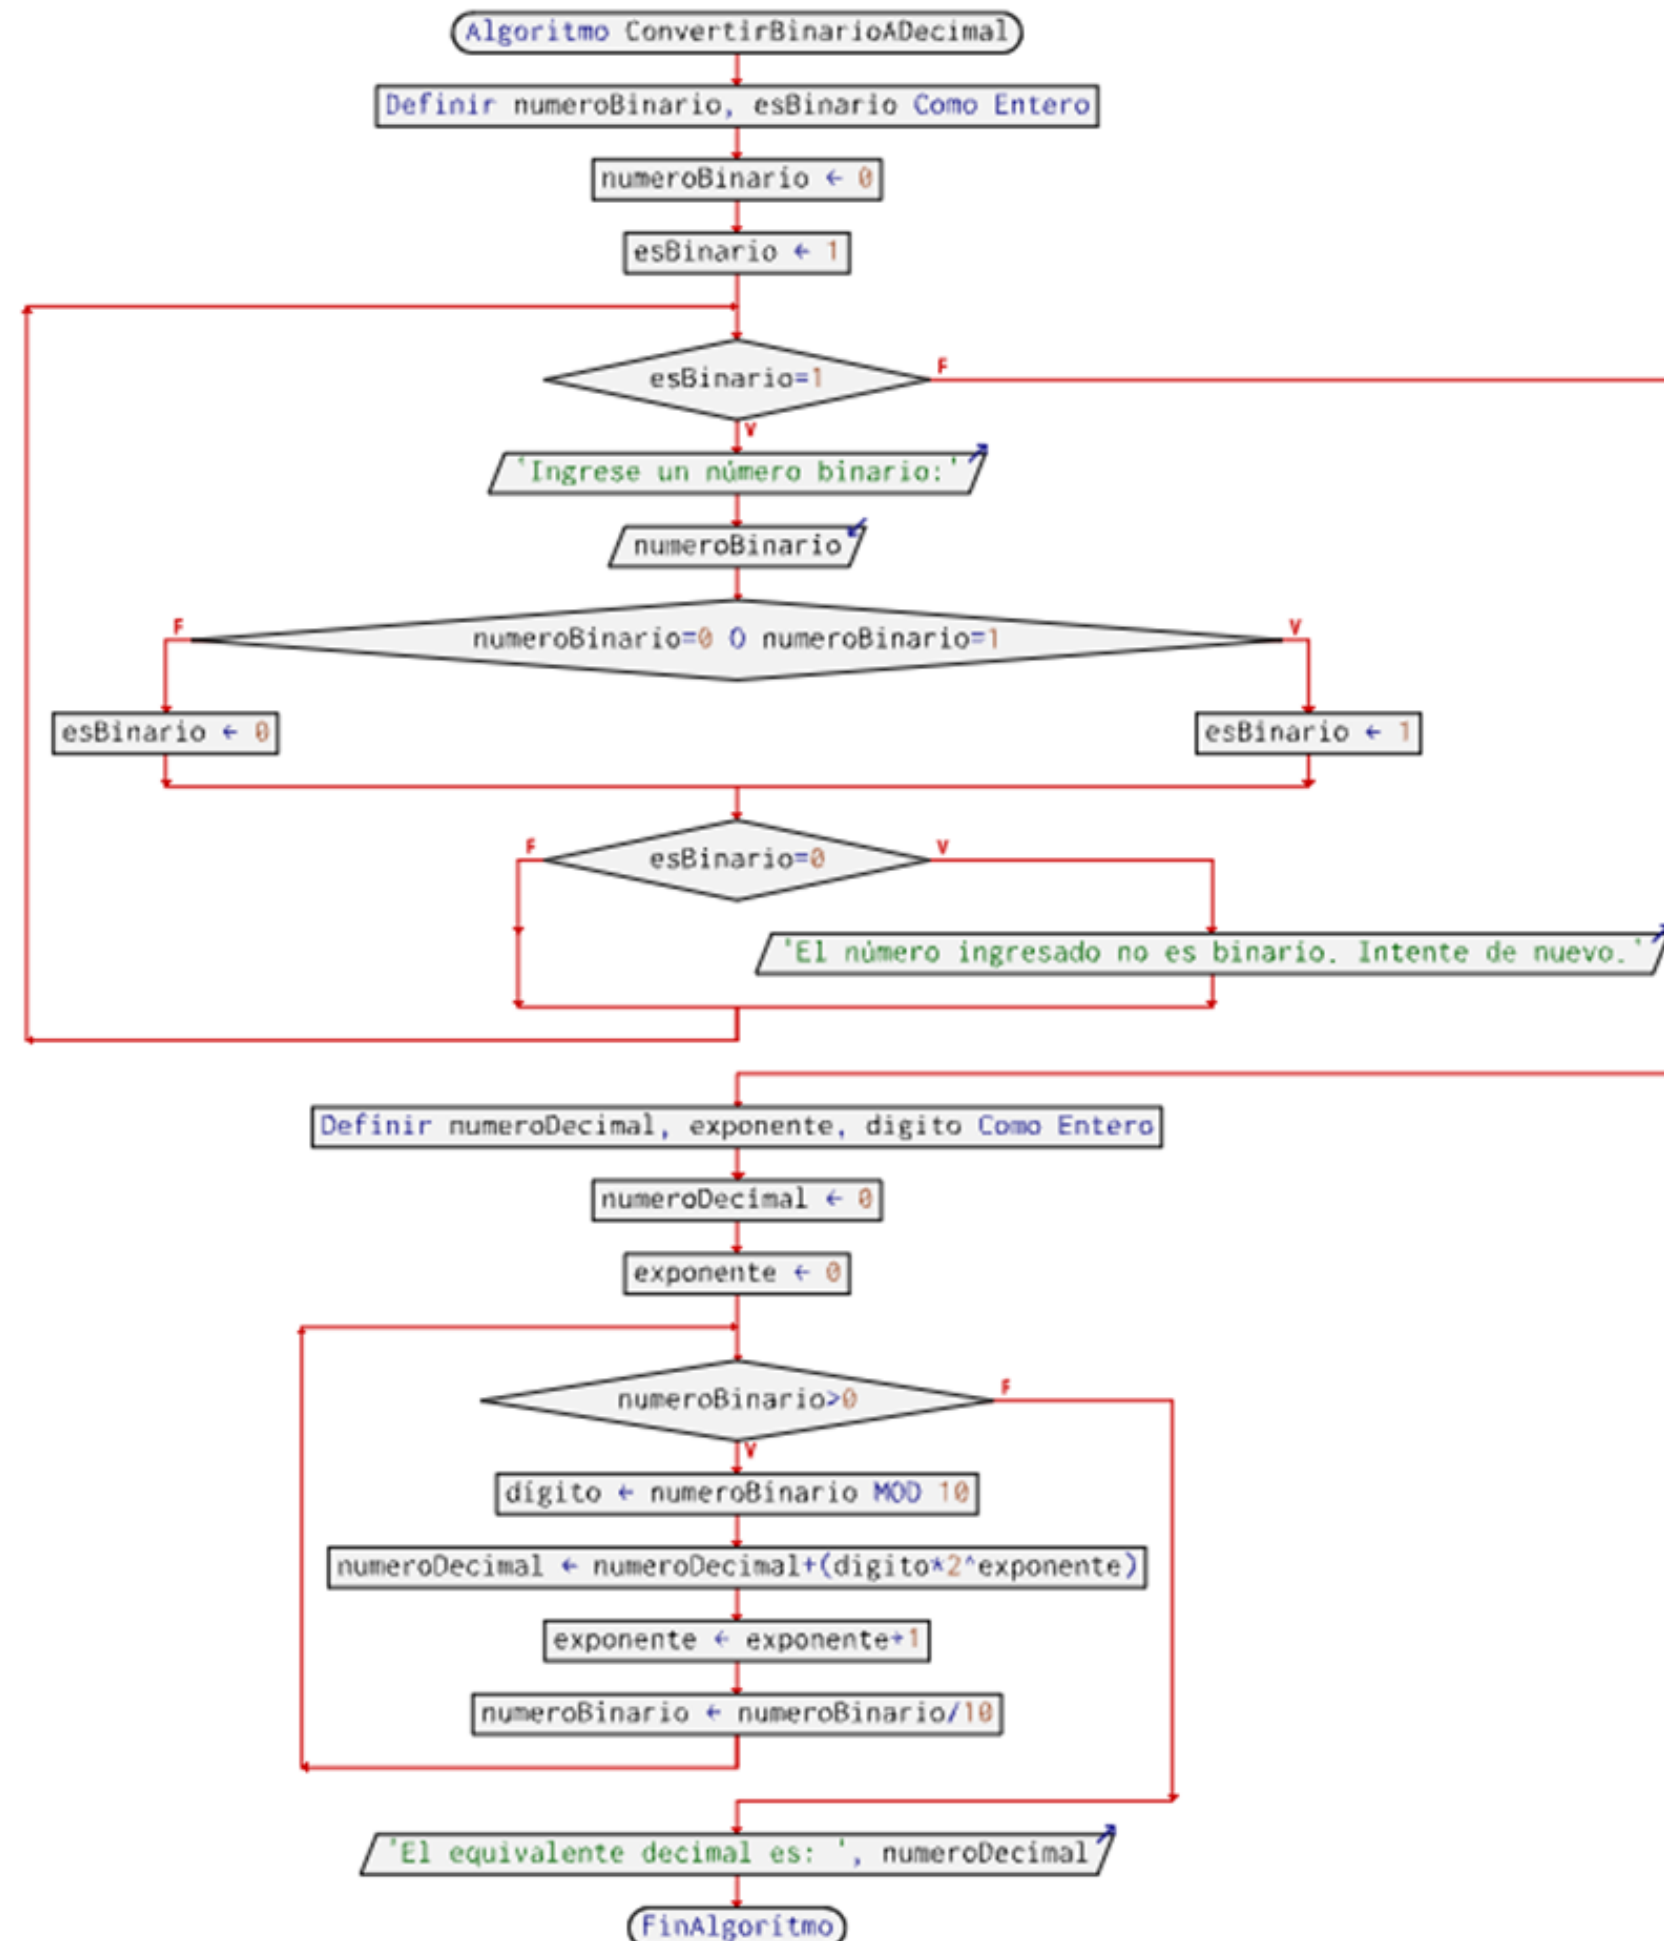 Algoritmo ConvertirBinarioADecimal
Definir numeroBinario, esBinario Como Entero
numeroBinario ← 0
esBinario ← 1
esBinario=1
F
V
'Ingrese un número binario:'
numeroBinario
F
V
numeroBinario=0 O numeroBinario=1
esBinario ← 0
esBinario ← 1
F
V
esBinario=0
'El número ingresado no es binario. Intente de nuevo.'
Definir numeroDecimal, exponente, digito Como Entero
numeroDecimal ← 0
exponente ← 0
numeroBinario>0
F
V
digito ← numeroBinario MOD 10
numeroDecimal ← numeroDecimal+(digito*2^exponente)
exponente ← exponente+1
numeroBinario ← numeroBinario/10
'El equivalente decimal es: ', numeroDecimal
FinAlgoritmo